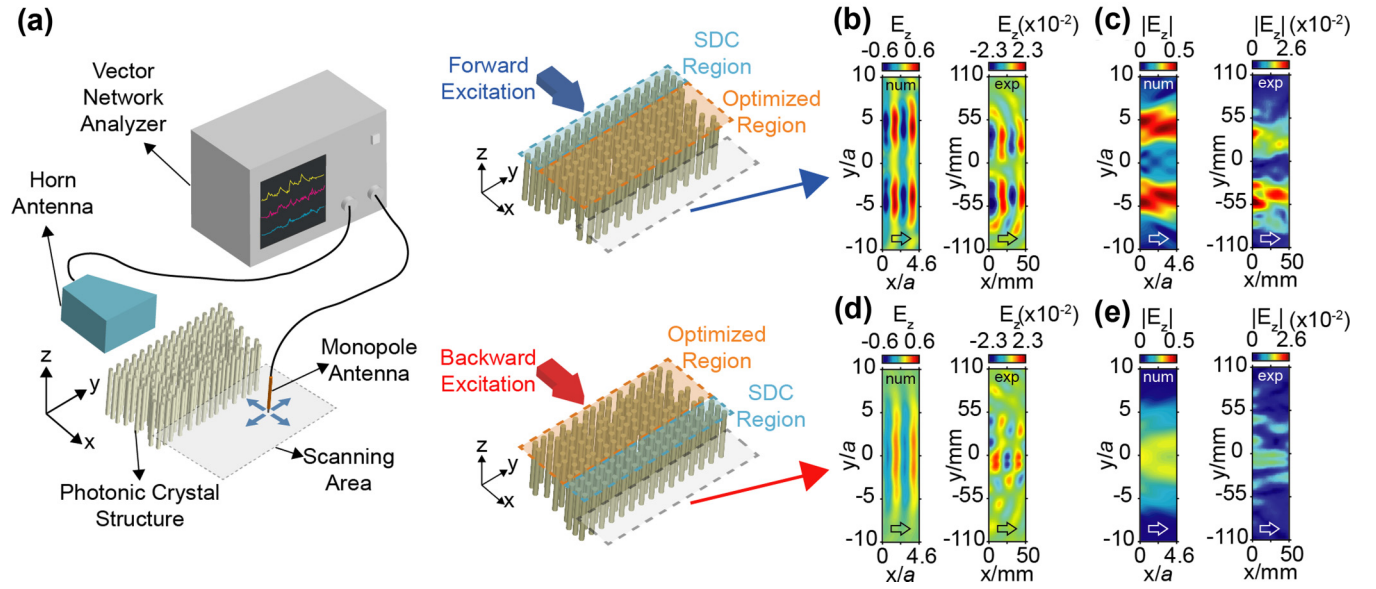 (a)
Vector
Network
Analyzer
Horn
Antenna
z
y
x
Monopole
Antenna
Scanning
Area
Photonic Crystal
Structure
Forward
Excitation
SDC
Region
Optimized
Region
z
y
x
Backward
Excitation
Optimized
Region
SDC
Region
z
y
x
(b)
E_z
-0.6 0.6
num
10
5
0
-5
-10
y/a
0 4.6
x/a
E_z(x10-2)
-2.3 2.3
exp
110
55
0
-55
-110
y/mm
0 50
x/mm
(c)
|E_z|
0 0.5
num
10
5
0
-5
-10
y/a
0 4.6
x/a
|E_z| (x10-2)
0 2.6
exp
110
55
0
-55
-110
y/mm
0 50
x/mm
(d)
E_z
-0.6 0.6
num
10
5
0
-5
-10
y/a
0 4.6
x/a
E_z(x10-2)
-2.3 2.3
exp
110
55
0
-55
-110
y/mm
0 50
x/mm
(e)
|E_z|
0 0.5
num
10
5
0
-5
-10
y/a
0 4.6
x/a
|E_z| (x10-2)
0 2.6
exp
110
55
0
-55
-110
y/mm
0 50
x/mm